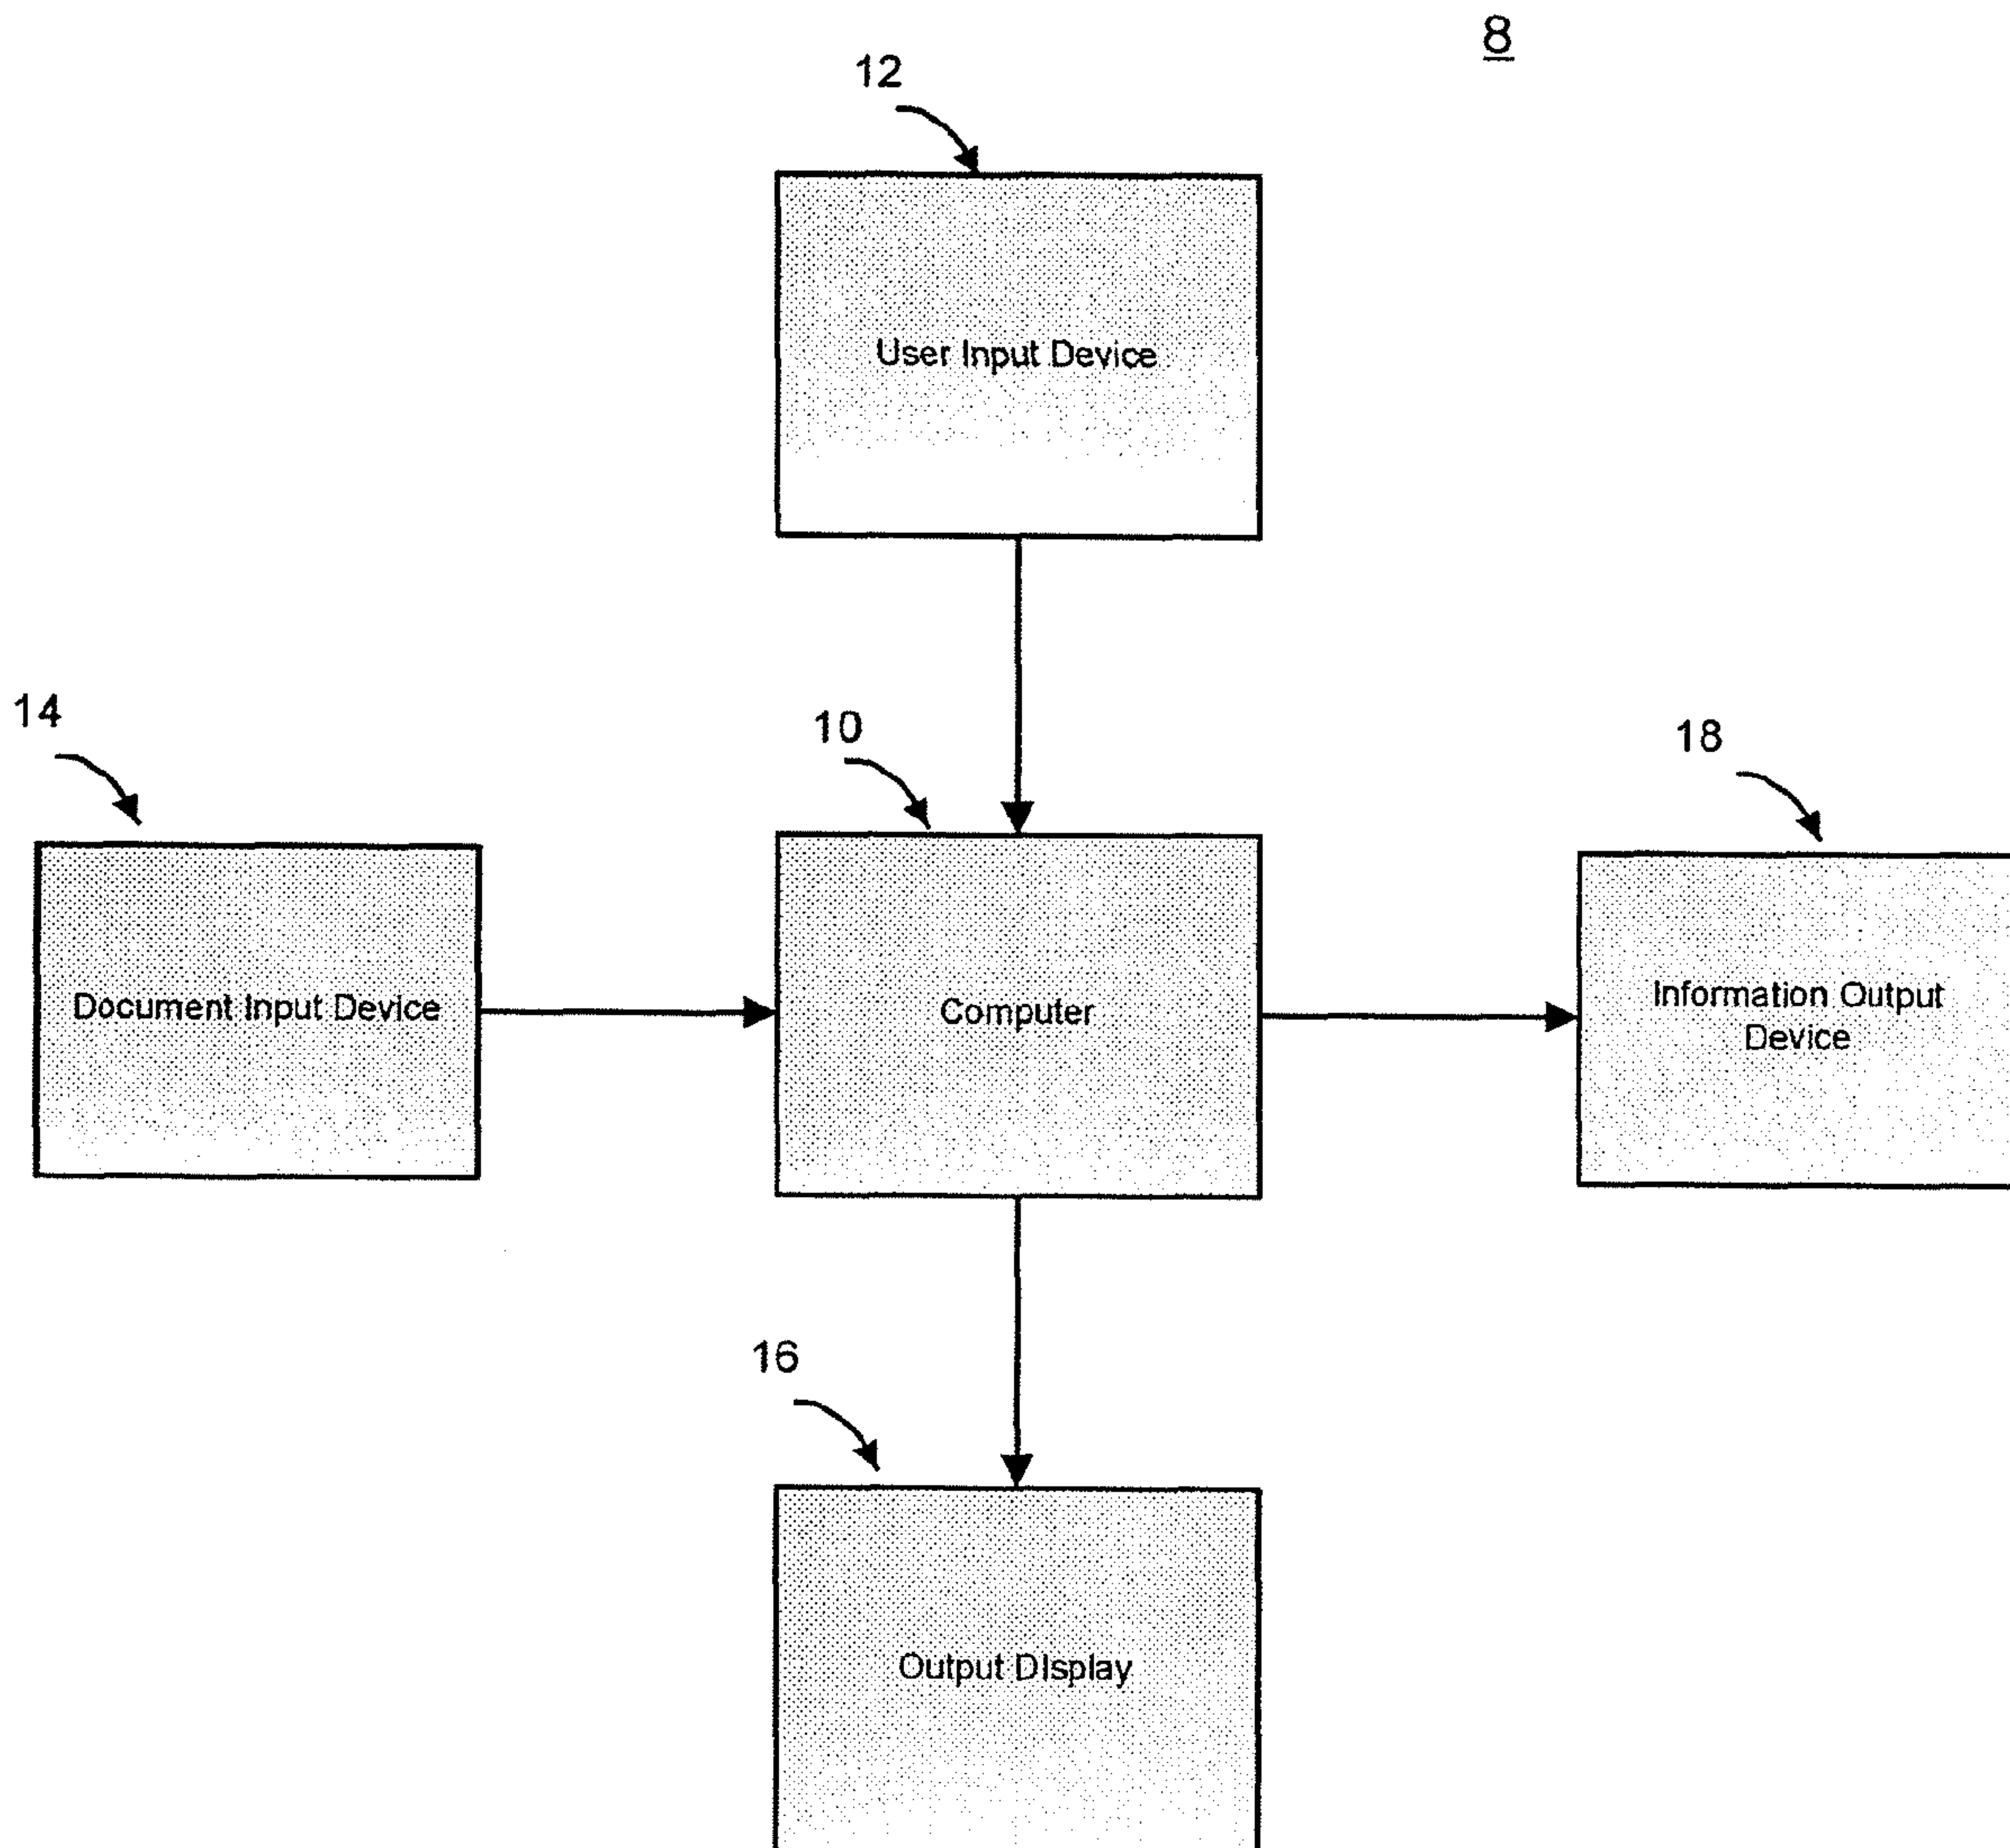 8
12
User Input Device
14
10
18
Document Input Device
Computer
Information Output
Device
16
Output DIsplay